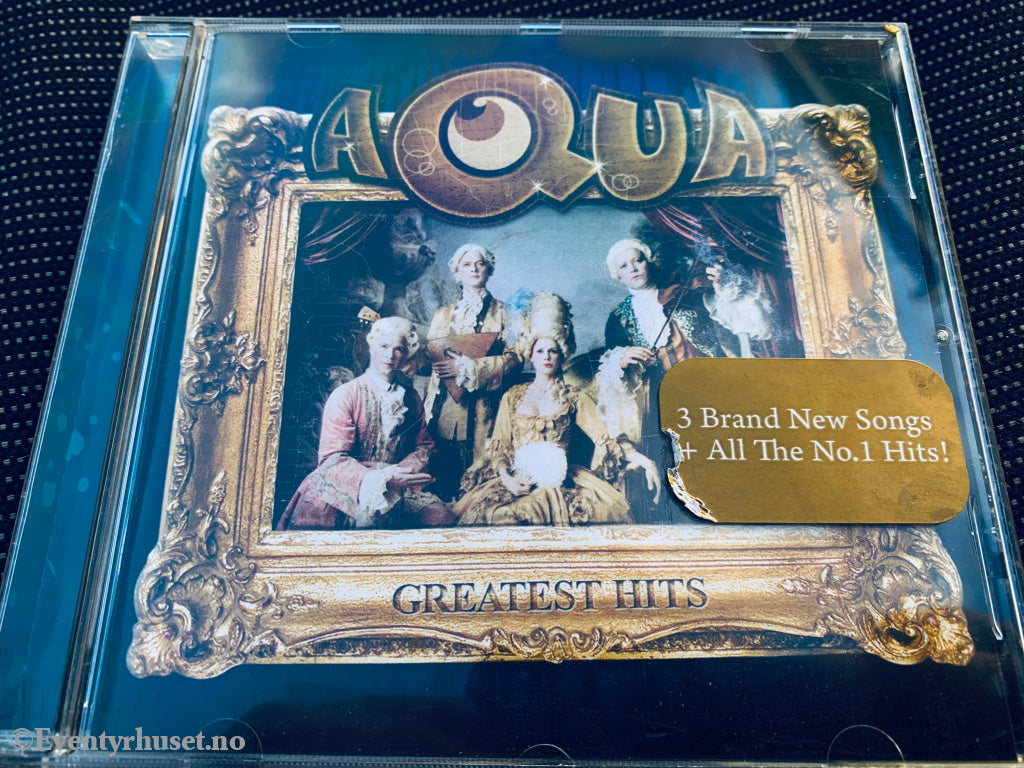 AQUA
3 Brand New Songs
+ All The No.1 Hits!
GREATEST HITS
©Eventyrhuset.no